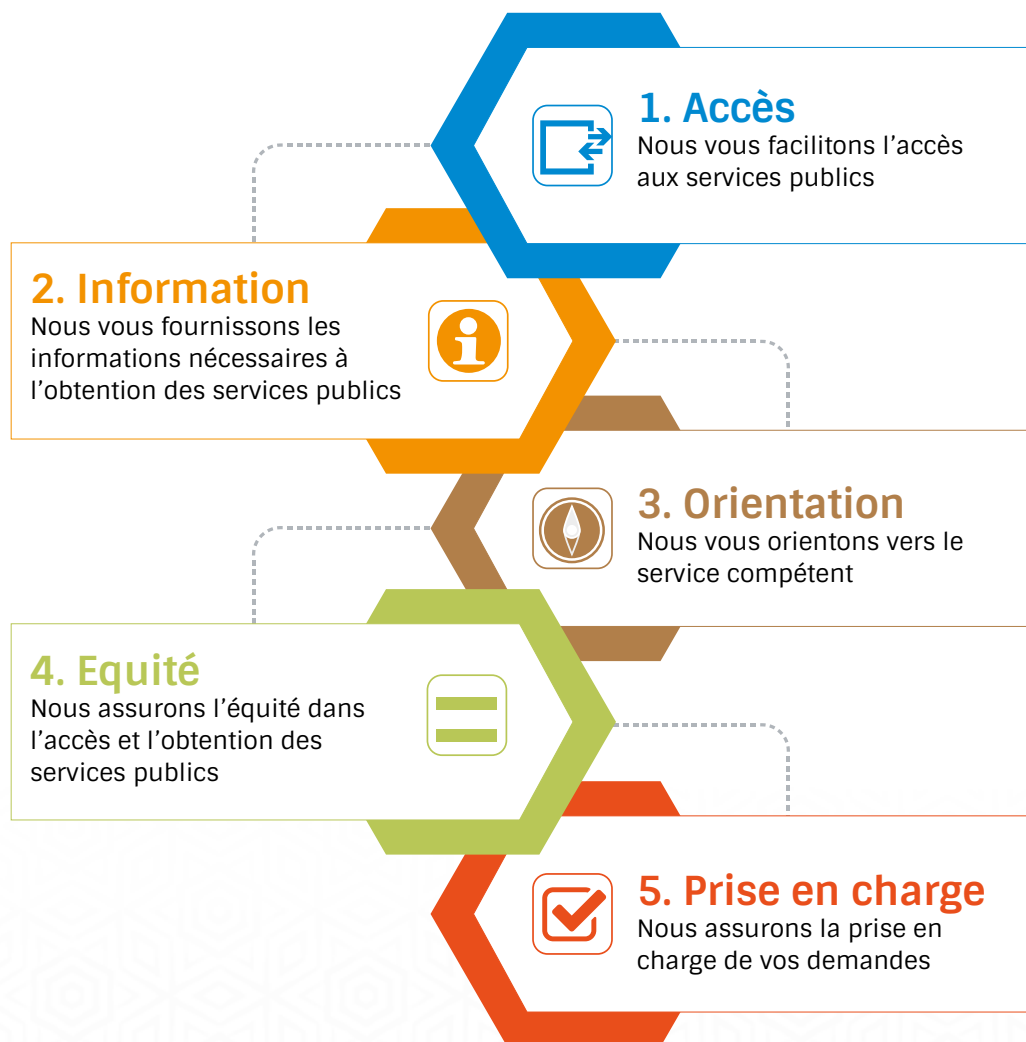 1. Accès
Nous vous facilitons l’accès
aux services publics
2. Information
Nous vous fournissons les
informations nécessaires à
l’obtention des services publics
3. Orientation
Nous vous orientons vers le
service compétent
4. Equité
Nous assurons l’équité dans
l’accès et l’obtention des
services publics
5. Prise en charge
Nous assurons la prise en
charge de vos demandes